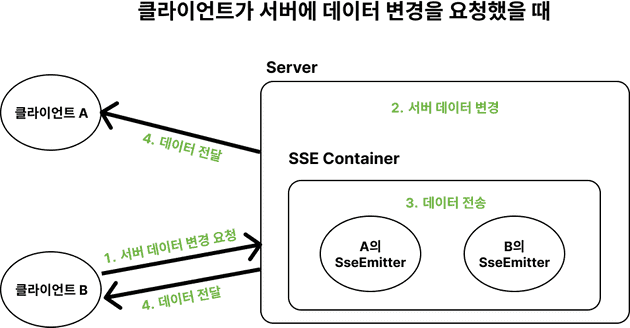 클라이언트가 서버에 데이터 변경을 요청했을 때
Server
클라이언트 A
2. 서버 데이터 변경
4. 데이터 전달
SSE Container
3. 데이터 전송
1. 서버 데이터 변경 요청
A의
SseEmitter
B의
SseEmitter
클라이언트 B
4. 데이터 전달